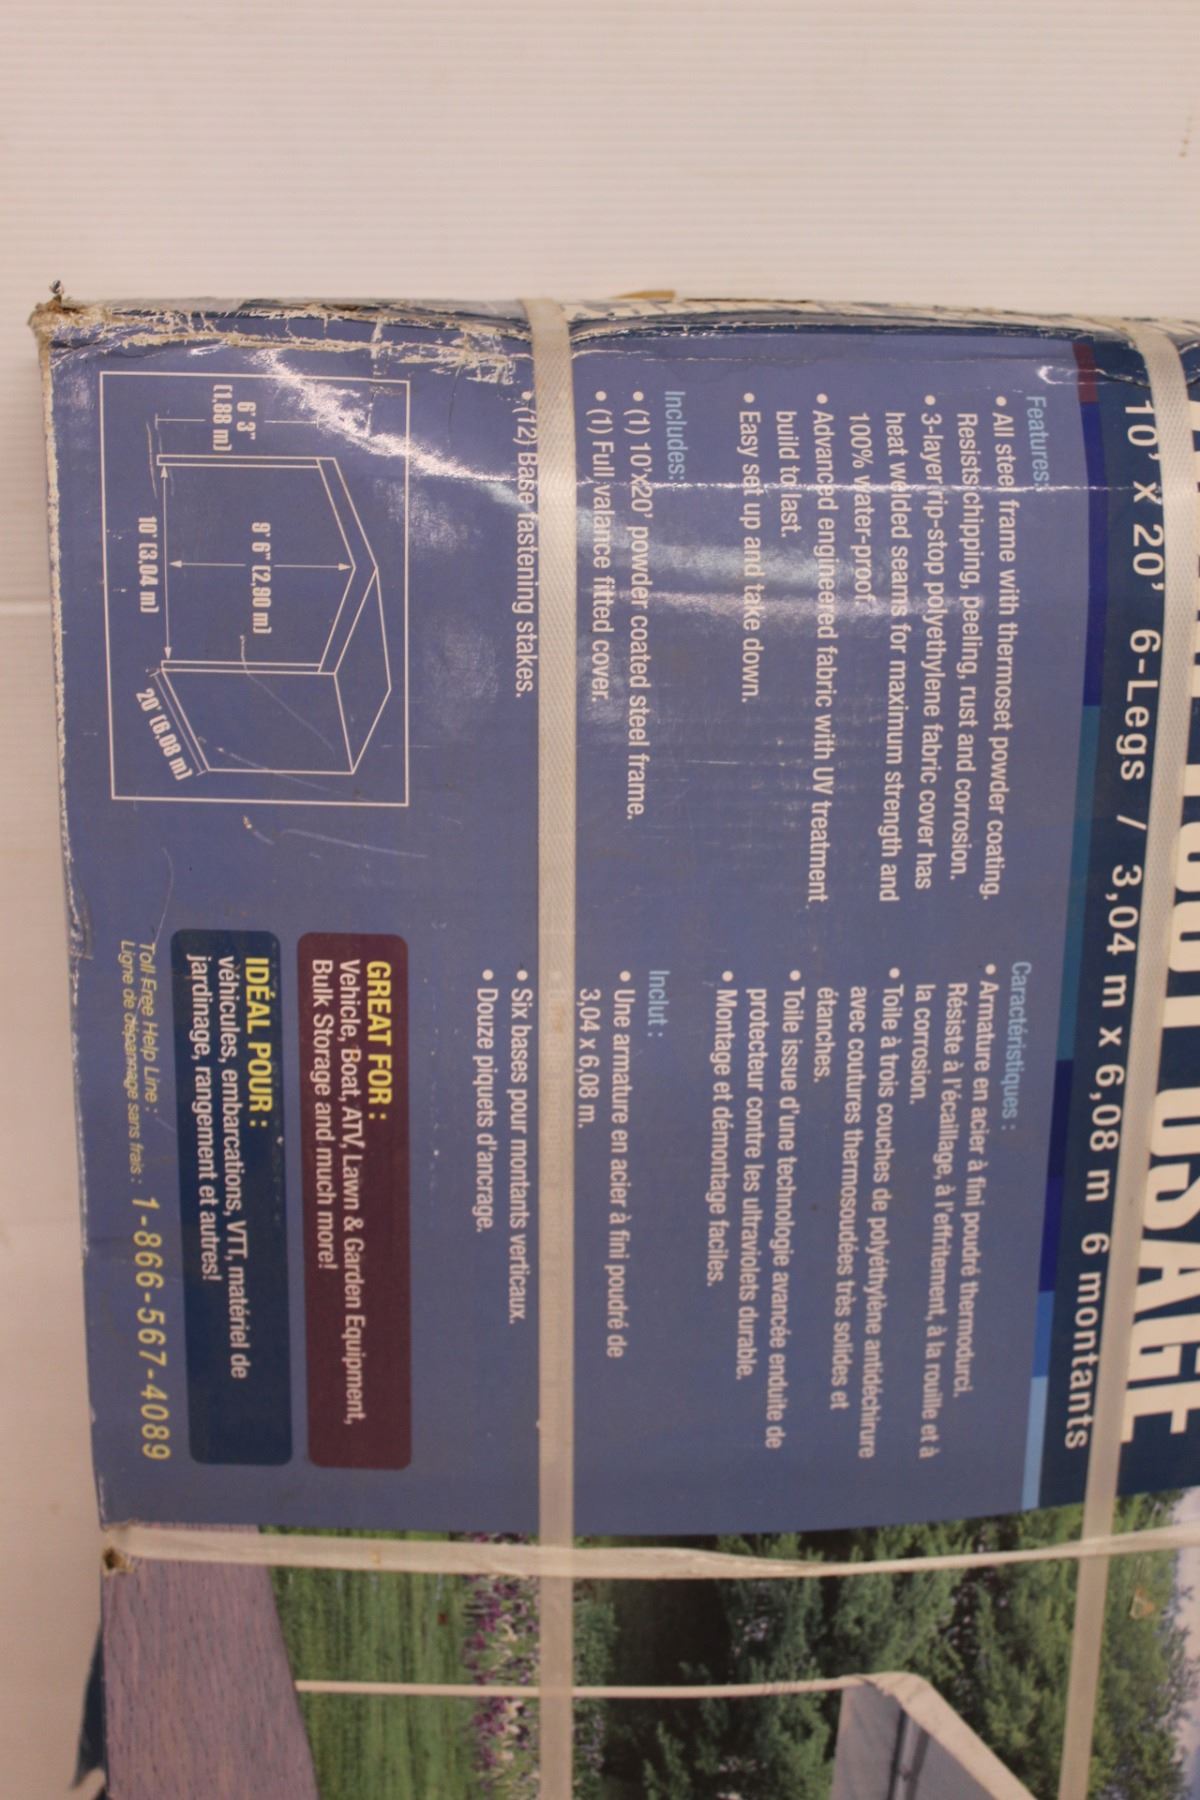 TOUT USAGE
10' x 20' 6-Legs / 3,04 m x 6,08 m 6 montants
Features:
• All steel frame with thermoset powder coating.
Resists chipping, peeling, rust and corrosion.
• 3-layer rip-stop polyethylene fabric cover has
heat welded seams for maximum strength and
100% water-proof.
• Advanced engineered fabric with UV treatment
build to last.
• Easy set up and take down.
Includes:
• (1) 10'x20' powder coated steel frame.
• (1) Full valance fitted cover.
• (12) Base fastening stakes.
6' 3"
(1,88 m)
9' 6" (2,90 m)
10' (3,04 m)
20' (6,08 m)
Caractéristiques :
• Armature en acier à fini poudré thermodurci.
Résiste à l'écaillage, à l'effritement, à la rouille et à
la corrosion.
• Toile à trois couches de polyéthylène antidéchirure
avec coutures thermosoudées très solides et
étanches.
• Toile issue d'une technologie avancée enduite de
protecteur contre les ultraviolets durable.
• Montage et démontage faciles.
Inclut :
• Une armature en acier à fini poudré de
3,04 x 6,08 m.
• Six bases pour montants verticaux.
• Douze piquets d'ancrage.
GREAT FOR :
Vehicle, Boat, ATV, Lawn & Garden Equipment,
Bulk Storage and much more!
IDÉAL POUR :
véhicules, embarcations, VTT, matériel de
jardinage, rangement et autres!
Toll Free Help Line :
Ligne de dépannage sans frais : 1-866-567-4089